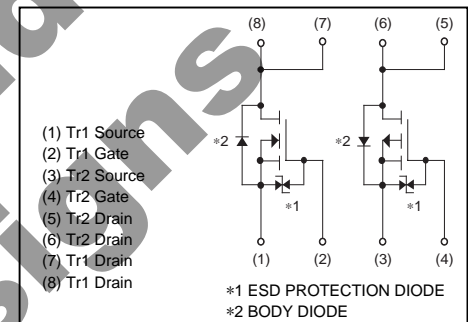 (8) (7) (6) (5)
(1) Tr1 Source
(2) Tr1 Gate
(3) Tr2 Source
(4) Tr2 Gate
(5) Tr2 Drain
(6) Tr2 Drain
(7) Tr1 Drain
(8) Tr1 Drain
∗2 ∗2
∗1 ∗1
(1) (2) (3) (4)
∗1 ESD PROTECTION DIODE
∗2 BODY DIODE
signs